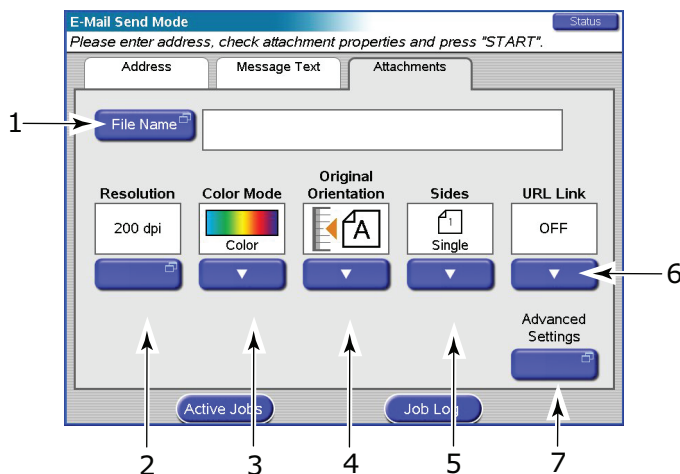 E-Mail Send Mode
Status
Please enter address, check attachment properties and press "START".
Address Message Text Attachments
1 File Name
Resolution Color Mode Original Orientation Sides URL Link
200 dpi Color A 1 Single OFF
6
Advanced
Settings
Active Jobs Job Log
2 3 4 5 7